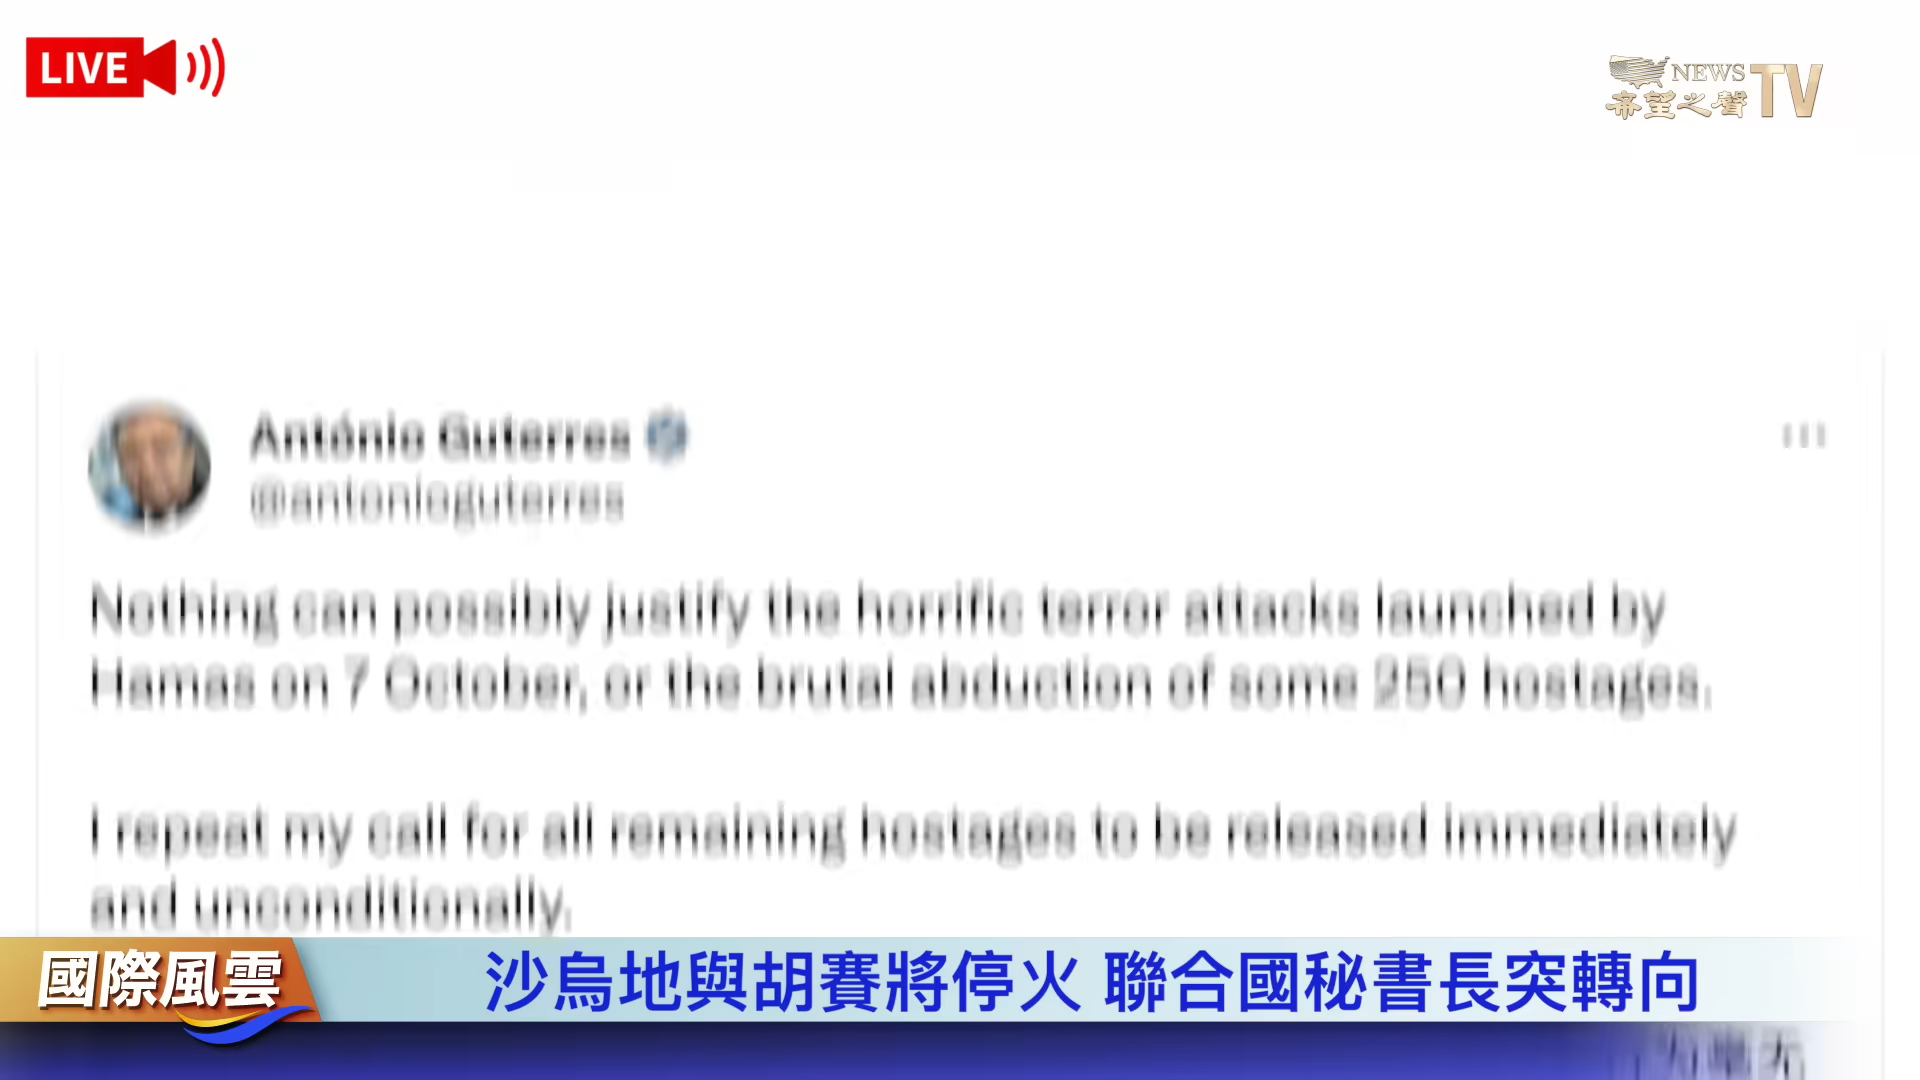 LIVE
NEWS
希望之聲TV
António Guterres
@antonioguterres
Nothing can possibly justify the horrific terror attacks launched by
Hamas on 7 October, or the brutal abduction of some 250 hostages.
I repeat my call for all remaining hostages to be released immediately
and unconditionally.
國際風雲
沙烏地與胡賽將停火 聯合國秘書長突轉向